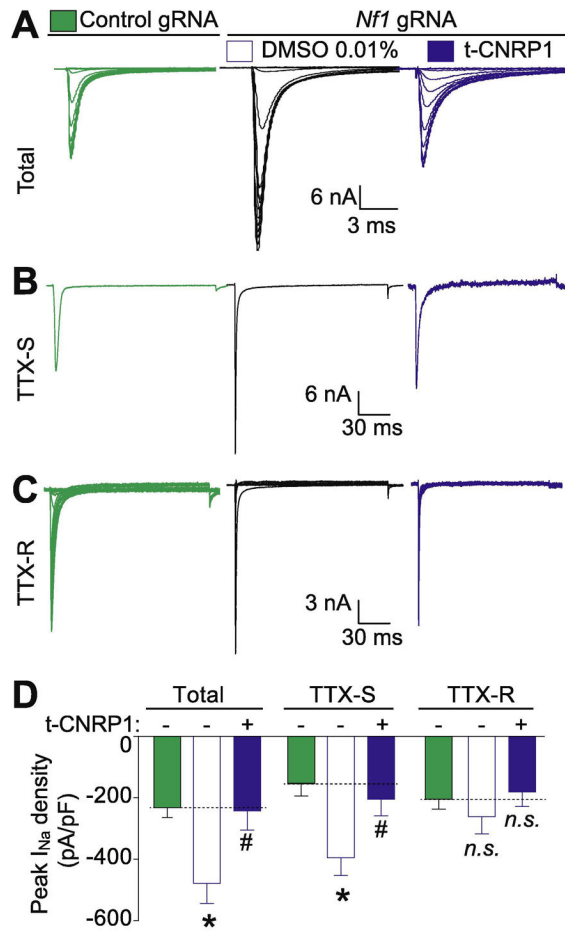 A Control gRNA Nf1 gRNA
DMSO 0.01% t-CNRP1
Total
6 nA
3 ms
B
TTX-S
6 nA
30 ms
C
TTX-R
3 nA
30 ms
D Total TTX-S TTX-R
t-CNRP1: - - + - - + - - +
Peak INa density
(pA/pF)
0
-200
-400
-600
* # * # n.s. n.s.